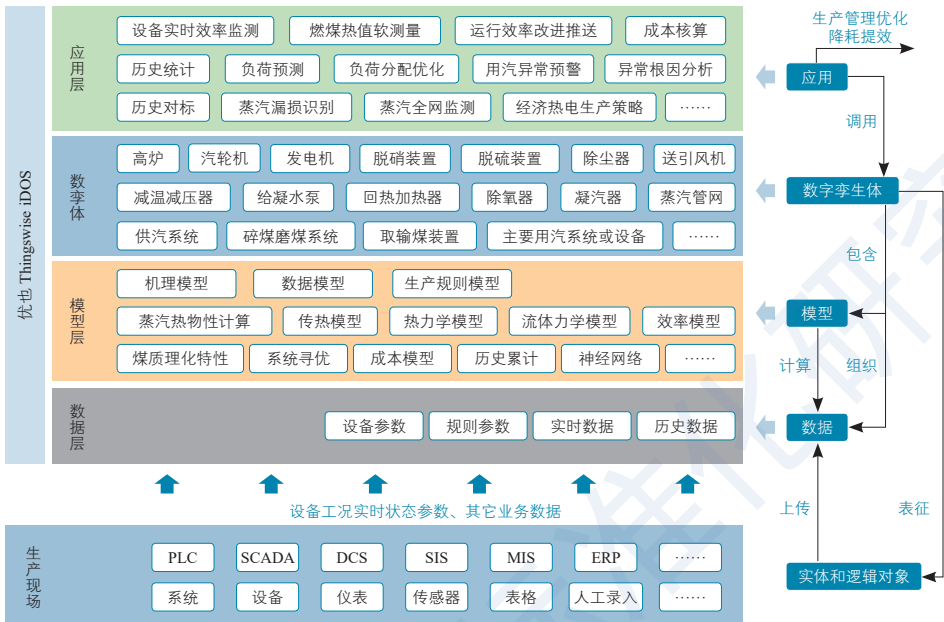 优也 Thingswise iDOS
应用层
设备实时效率监测 燃煤热值软测量 运行效率改进推送 成本核算
历史统计 负荷预测 负荷分配优化 用汽异常预警 异常根因分析
历史对标 蒸汽漏损识别 蒸汽全网监测 经济热电生产策略 ……
数孪体
高炉 汽轮机 发电机 脱硝装置 脱硫装置 除尘器 送引风机
减温减压器 给凝水泵 回热加热器 除氧器 凝汽器 蒸汽管网
供汽系统 碎煤磨煤系统 取输煤装置 主要用汽系统或设备 ……
模型层
机理模型 数据模型 生产规则模型
蒸汽热物性计算 传热模型 热力学模型 流体力学模型 效率模型
煤质理化特性 系统寻优 成本模型 历史累计 神经网络 ……
数据层
设备参数 规则参数 实时数据 历史数据
设备工况实时状态参数、其它业务数据
生产现场
PLC SCADA DCS SIS MIS ERP ……
系统 设备 仪表 传感器 表格 人工录入 ……
生产管理优化
降耗提效
应用
调用
数字孪生体
包含
模型
计算 组织
数据
上传 表征
实体和逻辑对象